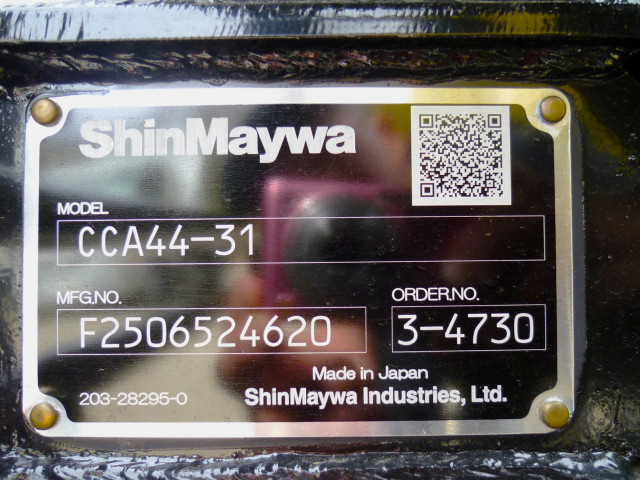 ShinMaywa
MODEL
CCA44-31
MFG.NO. ORDER.NO.
F2506524620 3-4730
Made in Japan
203-28295-0 ShinMaywa Industries, Ltd.